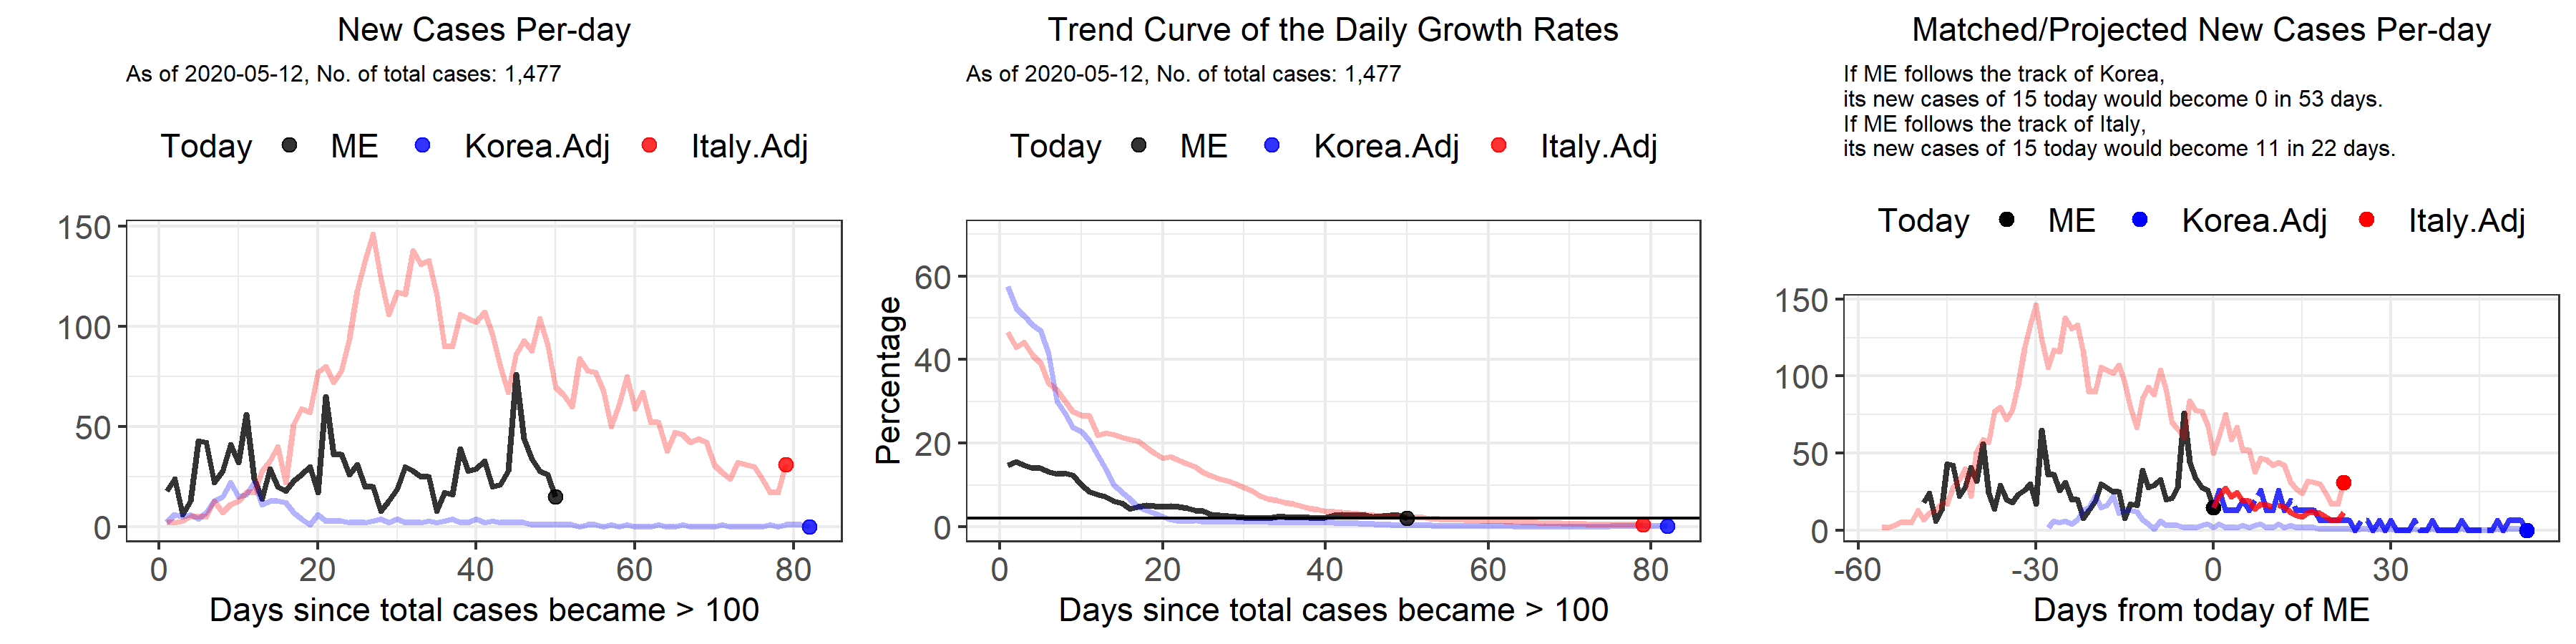 New Cases Per-day
As of 2020-05-12, No. of total cases: 1,477
Today ME Korea.Adj Italy.Adj
150
100
50
0
0 20 40 60 80
Days since total cases became > 100
Trend Curve of the Daily Growth Rates
As of 2020-05-12, No. of total cases: 1,477
Today ME Korea.Adj Italy.Adj
Percentage
60
40
20
0
0 20 40 60 80
Days since total cases became > 100
Matched/Projected New Cases Per-day
If ME follows the track of Korea,
its new cases of 15 today would become 0 in 53 days.
If ME follows the track of Italy,
its new cases of 15 today would become 11 in 22 days.
Today ME Korea.Adj Italy.Adj
150
100
50
0
-60 -30 0 30
Days from today of ME